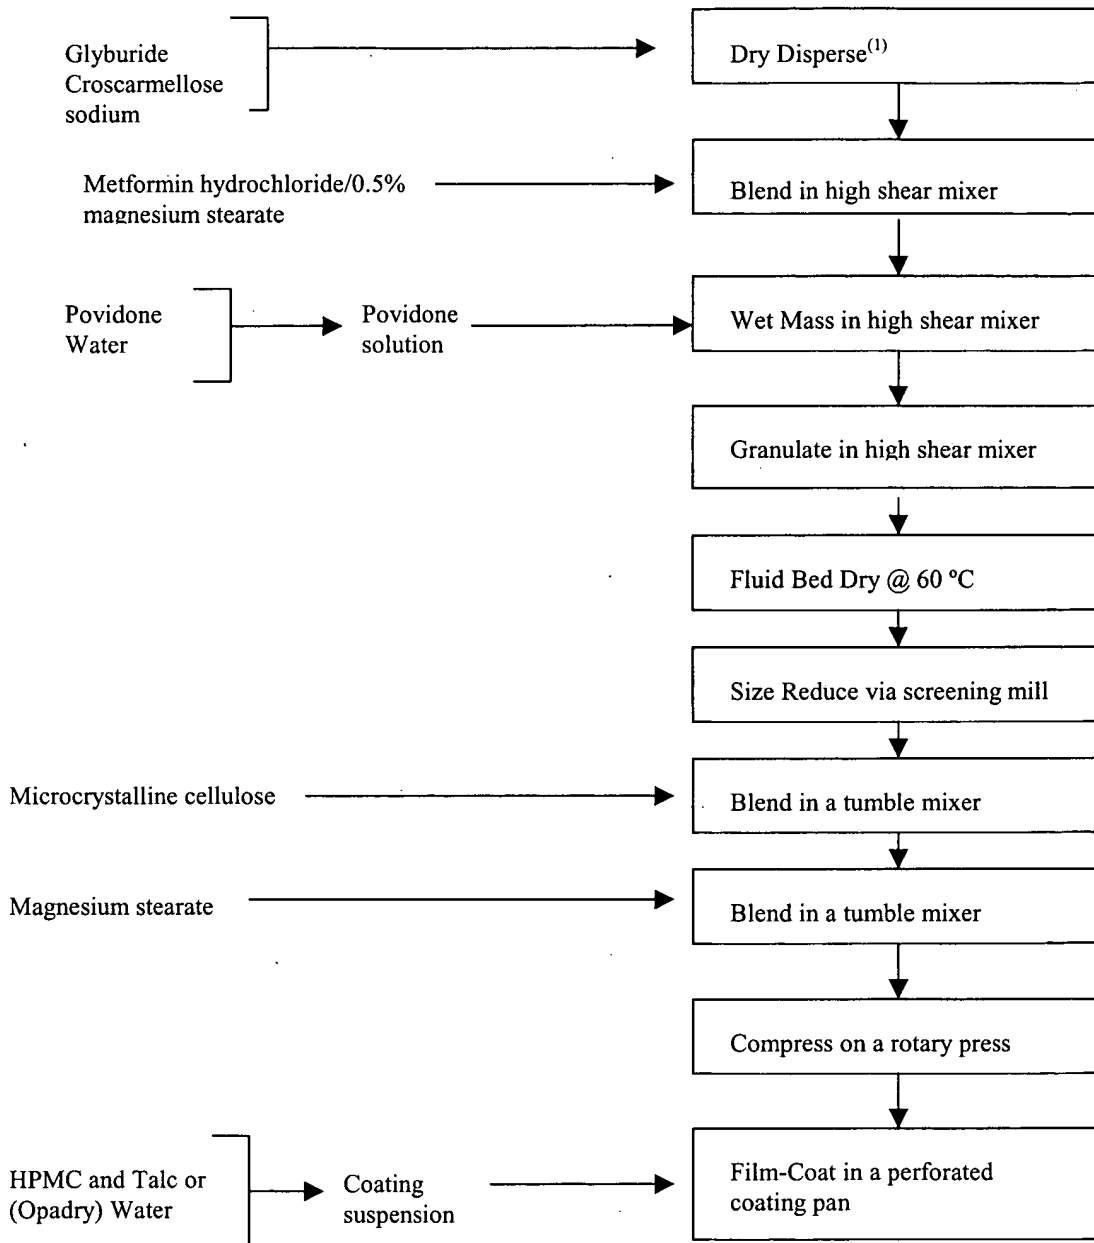 Glyburide
Croscarmellose
sodium
Dry Disperse(1)
Metformin hydrochloride/0.5%
magnesium stearate
Blend in high shear mixer
Povidone
Water
Povidone
solution
Wet Mass in high shear mixer
Granulate in high shear mixer
Fluid Bed Dry @ 60 ºC
Size Reduce via screening mill
Microcrystalline cellulose
Blend in a tumble mixer
Magnesium stearate
Blend in a tumble mixer
Compress on a rotary press
HPMC and Talc or
(Opadry) Water
Coating
suspension
Film-Coat in a perforated
coating pan